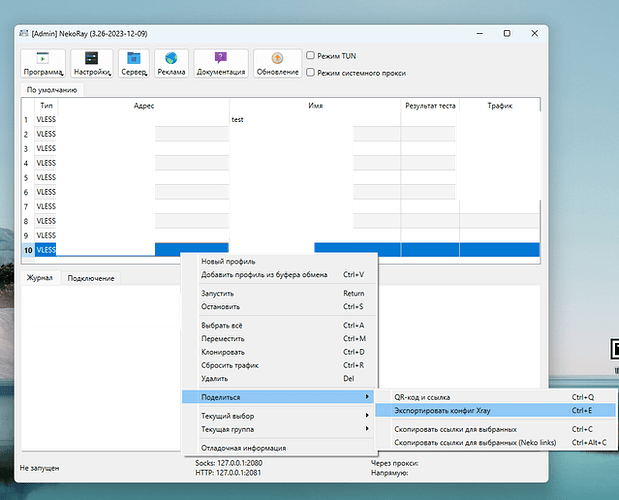 [Admin] NekoRay (3.26-2023-12-09)
Программа Настройки Сервер Реклама Документация Обновление
Режим TUN
Режим системного прокси
По умолчанию
Тип Адрес Имя Результат теста Трафик
1 VLESS test
2 VLESS
3 VLESS
4 VLESS
5 VLESS
6 VLESS
7 VLESS
8 VLESS
9 VLESS
10 VLESS
Журнал Подключение
Новый профиль
Добавить профиль из буфера обмена Ctrl+V
Запустить Return
Остановить Ctrl+S
Выбрать всё Ctrl+A
Переместить Ctrl+M
Клонировать Ctrl+D
Сбросить трафик Ctrl+R
Удалить Del
Поделиться
Текущий выбор
Текущая группа
Отладочная информация
QR-код и ссылка Ctrl+Q
Экспортировать конфиг Xray Ctrl+E
Скопировать ссылки для выбранных Ctrl+C
Скопировать ссылки для выбранных (Neko links) Ctrl+Alt+C
Не запущен
Socks: 127.0.0.1:2080
HTTP: 127.0.0.1:2081
Через прокси:
Напрямую: